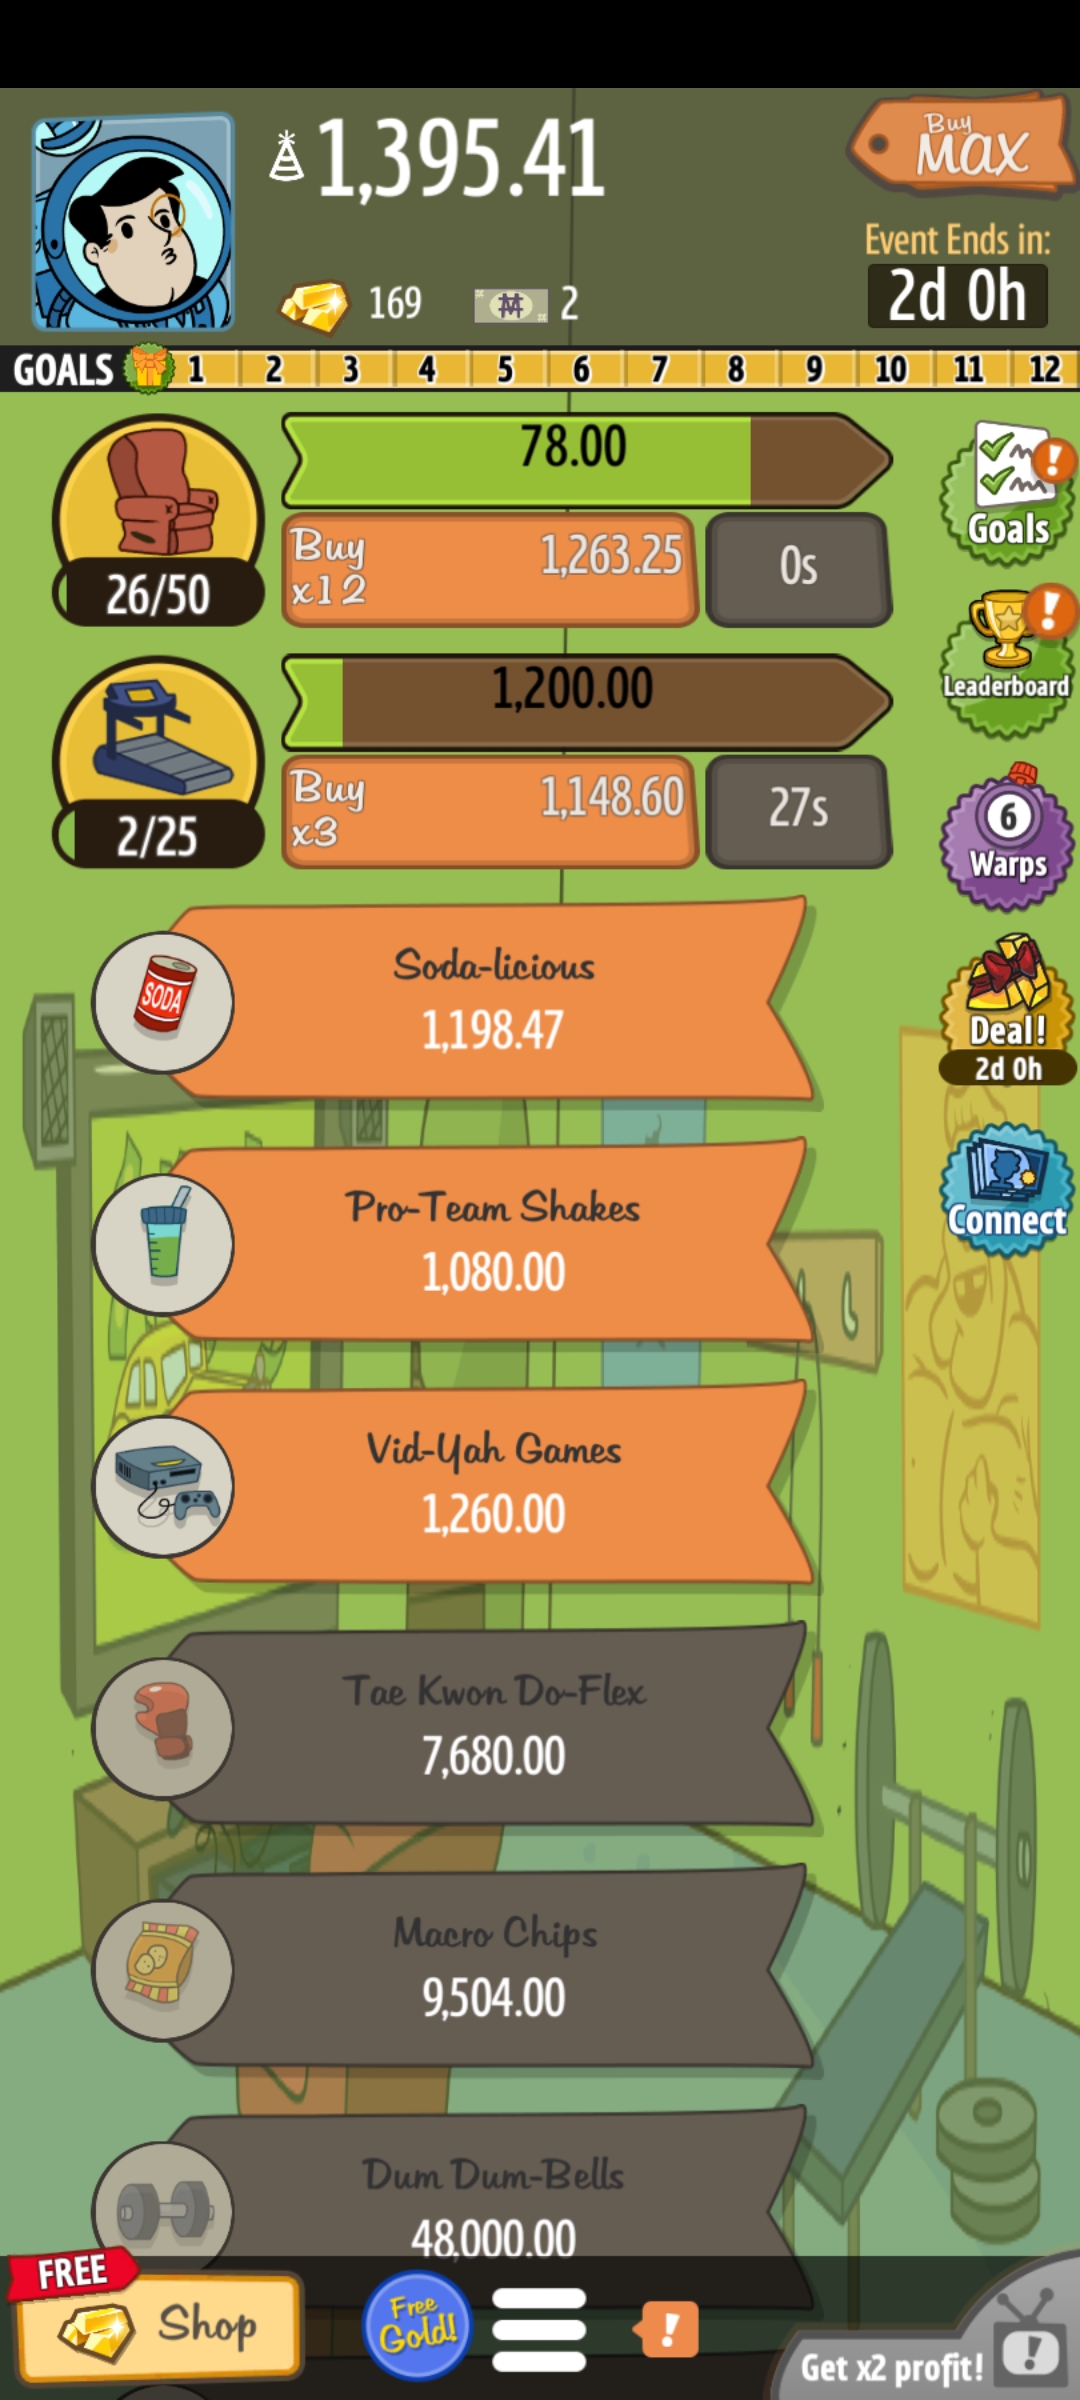 1,395.41
Buy
MAX
169
2
Event Ends in:
2d 0h
GOALS 1 2 3 4 5 6 7 8 9 10 11 12
78.00
Buy
x12
1,263.25
0s
26/50
Goals
1,200.00
Buy
x3
1,148.60
27s
2/25
Leaderboard
6
Warps
Soda-licious
1,198.47
SODA
Deal!
2d 0h
Pro-Team Shakes
1,080.00
Connect
Vid-Yah Games
1,260.00
Tae Kwon Do-Flex
7,680.00
Macro Chips
9,504.00
Dum Dum-Bells
48,000.00
FREE
Shop
Free
Gold!
!
Get x2 profit!